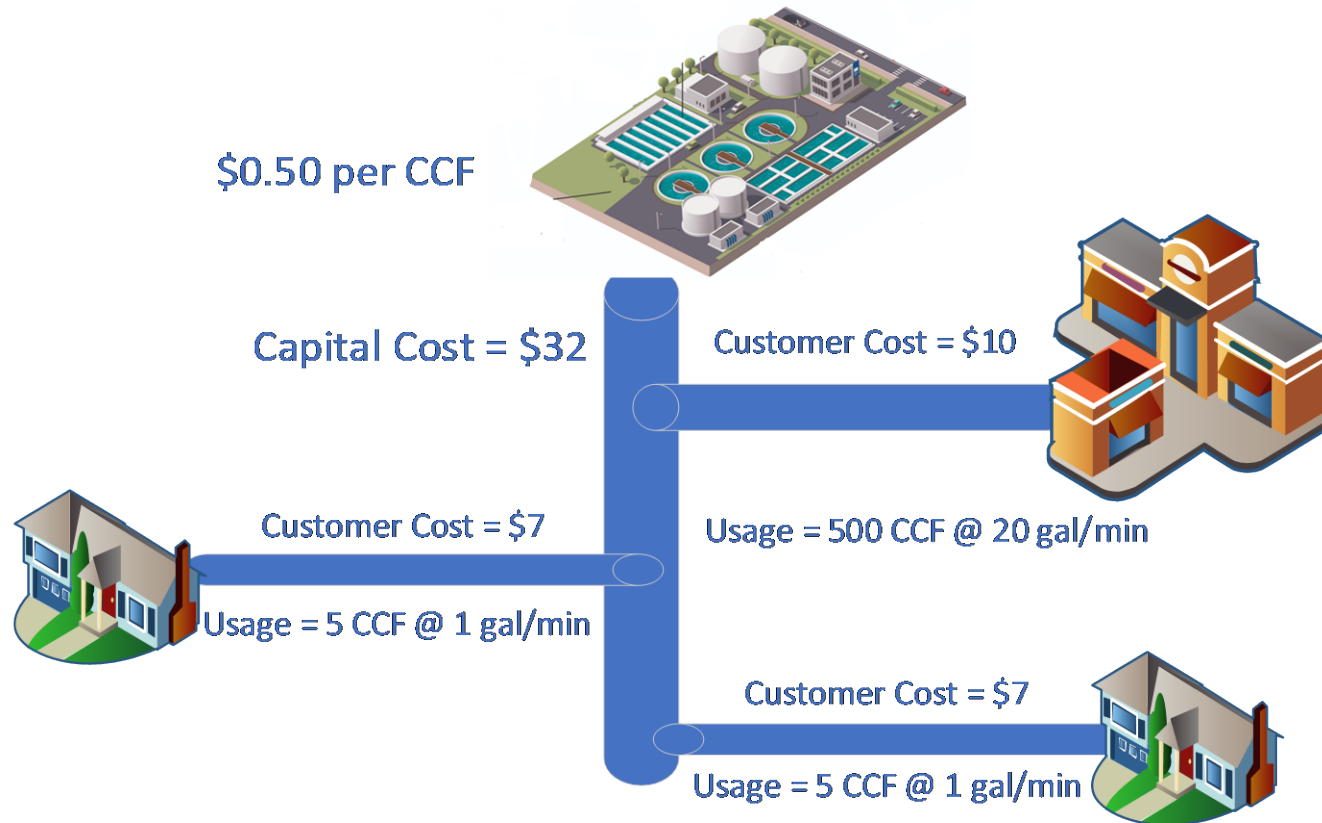 $0.50 per CCF
Capital Cost = $32
Customer Cost = $10
Usage = 500 CCF @ 20 gal/min
Customer Cost = $7
Usage = 5 CCF @ 1 gal/min
Customer Cost = $7
Usage = 5 CCF @ 1 gal/min